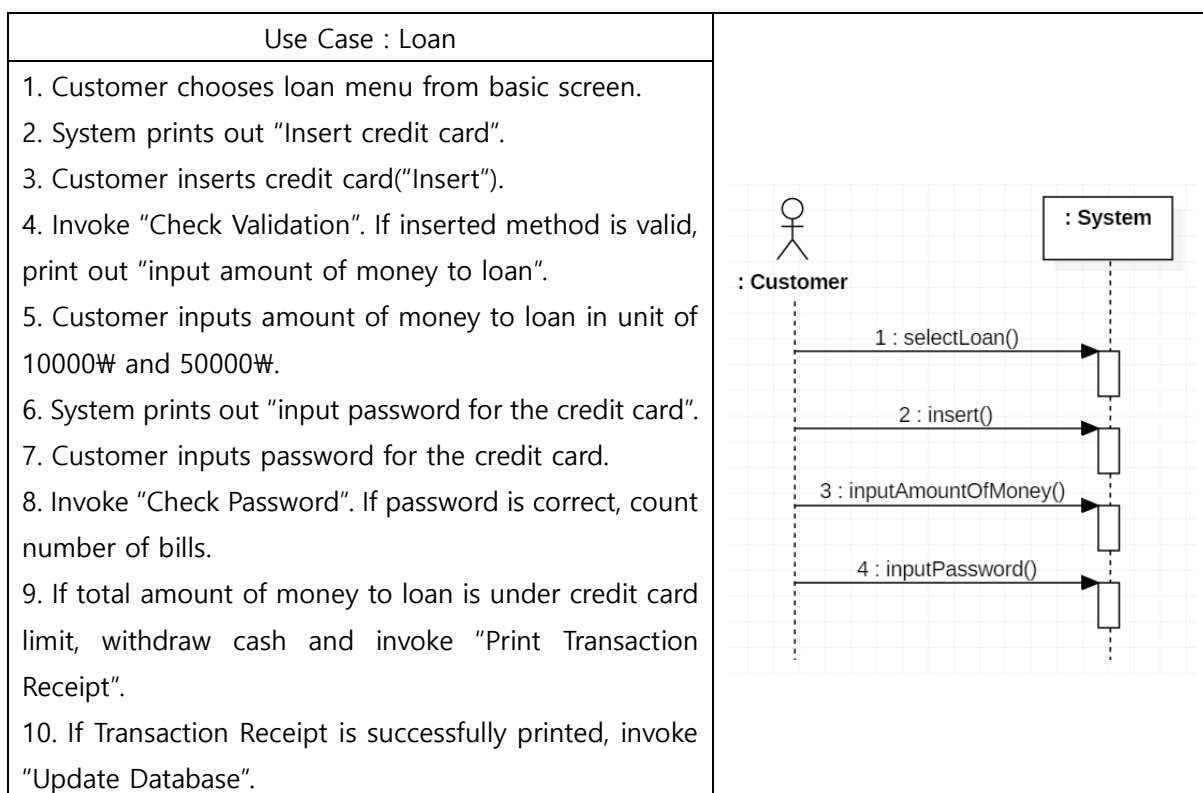 Use Case : Loan
1. Customer chooses loan menu from basic screen.
2. System prints out “Insert credit card”.
3. Customer inserts credit card(“Insert”).
4. Invoke “Check Validation”. If inserted method is valid,
print out “input amount of money to loan”.
5. Customer inputs amount of money to loan in unit of
10000₩ and 50000₩.
6. System prints out “input password for the credit card”.
7. Customer inputs password for the credit card.
8. Invoke “Check Password”. If password is correct, count
number of bills.
9. If total amount of money to loan is under credit card
limit, withdraw cash and invoke “Print Transaction
Receipt”.
10. If Transaction Receipt is successfully printed, invoke
“Update Database”.
: Customer
: System
1 : selectLoan()
2 : insert()
3 : inputAmountOfMoney()
4 : inputPassword()